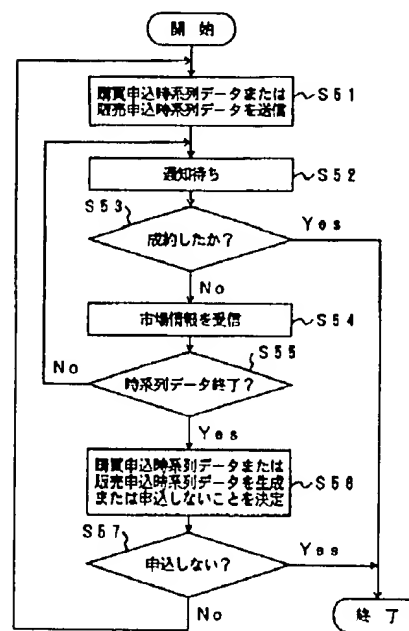 開始
購買申込時系列データまたは
販売申込時系列データを送信
S51
通知待ち
S52
S53
成約したか？
Yes
No
市場情報を受信
S54
S55
No
時系列データ終了？
Yes
購買申込時系列データまたは
販売申込時系列データを生成
または申込しないことを決定
S56
S57
申込しない？
Yes
No
終了